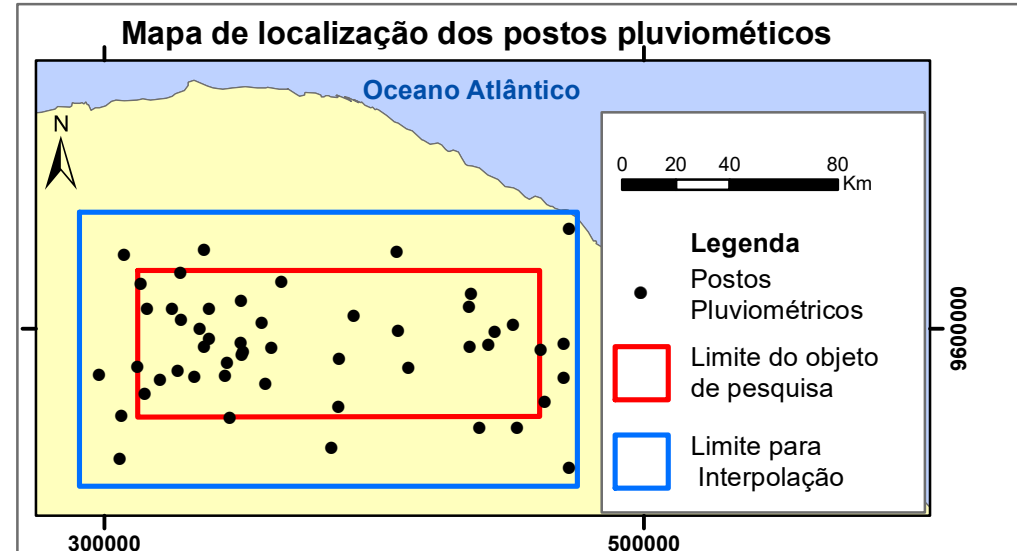 Mapa de localização dos postos pluviométicos
Oceano Atlântico
N
0 20 40 80
Km
Legenda
Postos
Pluviométricos
Limite do objeto
de pesquisa
Limite para
Interpolação
9600000
300000 500000